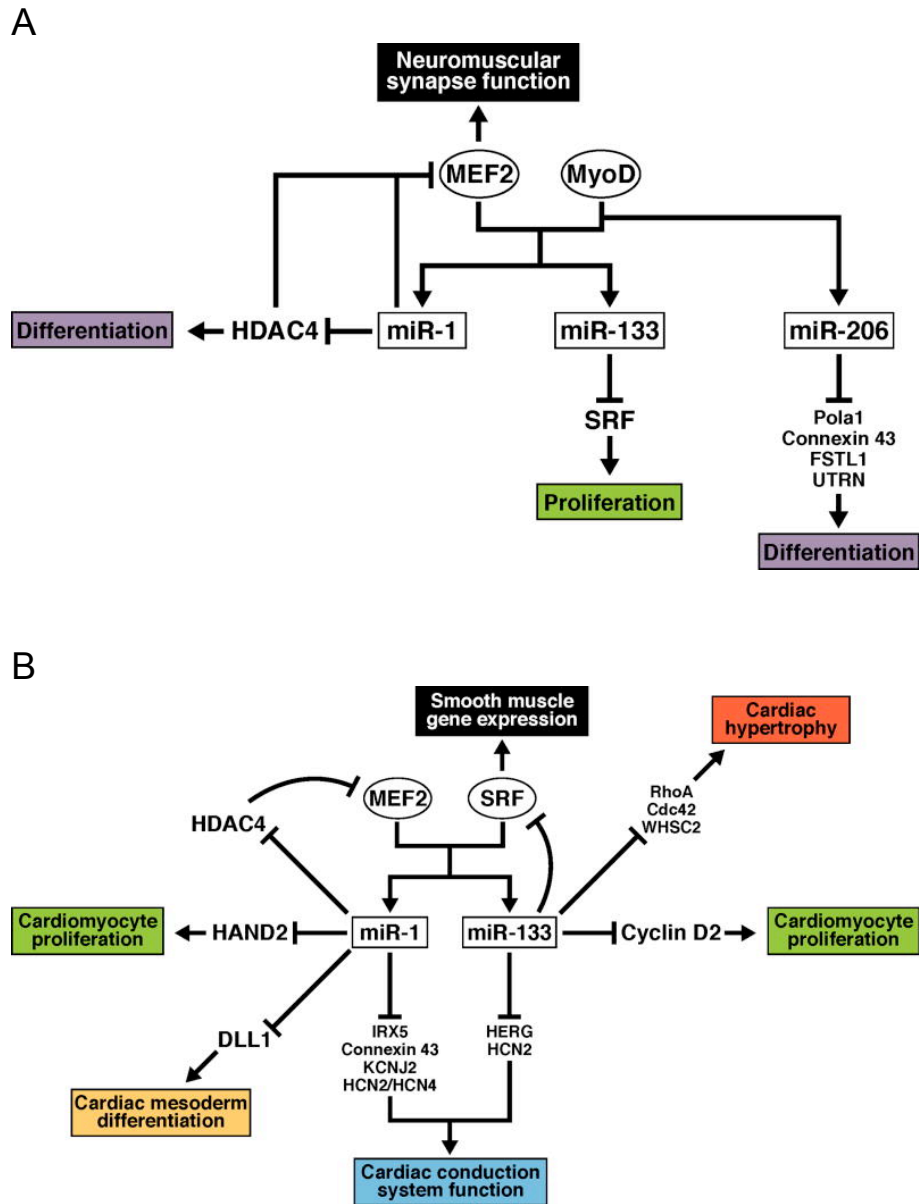 A
Neuromuscular
synapse function
MEF2
MyoD
Differentiation
HDAC4
miR-1
miR-133
miR-206
SRF
Pola1
Connexin 43
FSTL1
UTRN
Proliferation
Differentiation
B
Smooth muscle
gene expression
Cardiac
hypertrophy
MEF2
SRF
RhoA
Cdc42
WHSC2
HDAC4
Cardiomyocyte
proliferation
HAND2
miR-1
miR-133
Cyclin D2
Cardiomyocyte
proliferation
DLL1
IRX5
Connexin 43
KCNJ2
HCN2/HCN4
HERG
HCN2
Cardiac mesoderm
differentiation
Cardiac conduction
system function